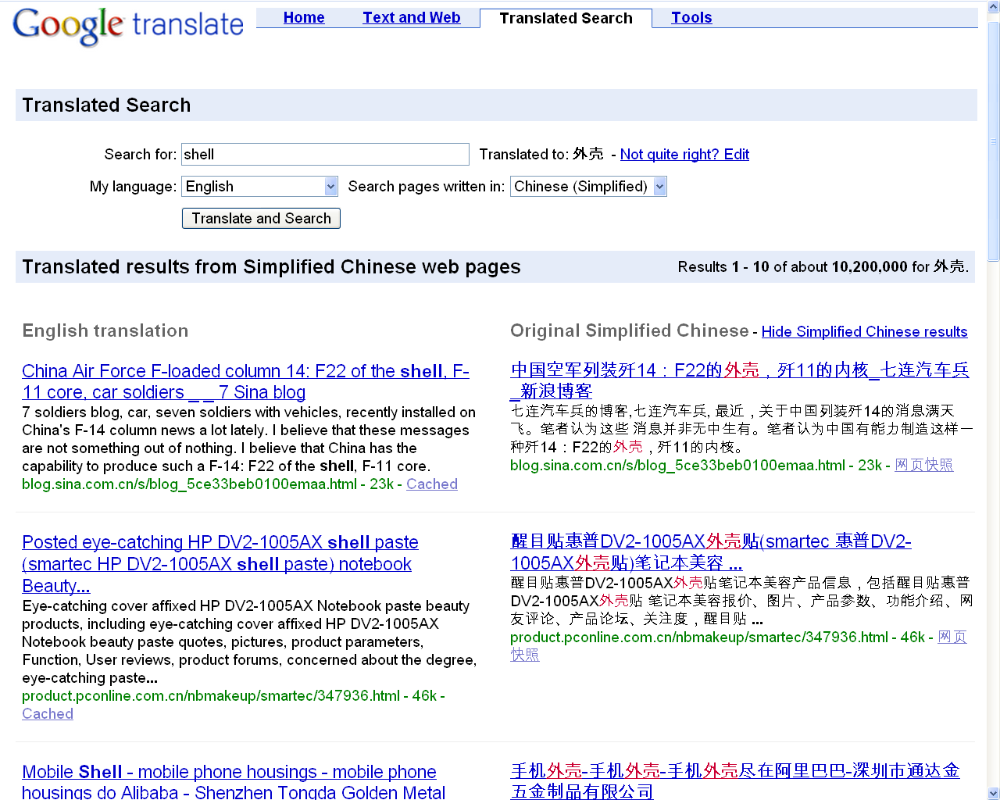 Google translate
Home Text and Web Translated Search Tools
Translated Search
Search for: shell Translated to: 外壳 - Not quite right? Edit
My language: English Search pages written in: Chinese (Simplified)
Translate and Search
Translated results from Simplified Chinese web pages Results 1 - 10 of about 10,200,000 for 外壳.
English translation
China Air Force F-loaded column 14: F22 of the shell, F-
11 core, car soldiers _ _ 7 Sina blog
7 soldiers blog, car, seven soldiers with vehicles, recently installed on
China's F-14 column news a lot lately. I believe that these messages
are not something out of nothing. I believe that China has the
capability to produce such a F-14: F22 of the shell, F-11 core.
blog.sina.com.cn/s/blog_5ce33beb0100emaa.html - 23k - Cached
Posted eye-catching HP DV2-1005AX shell paste
(smartec HP DV2-1005AX shell paste) notebook
Beauty...
Eye-catching cover affixed HP DV2-1005AX Notebook paste beauty
products, including eye-catching cover affixed HP DV2-1005AX
Notebook beauty paste quotes, pictures, product parameters,
Function, User reviews, product forums, concerned about the degree,
eye-catching paste...
product.pconline.com.cn/nbmakeup/smartec/347936.html - 46k -
Cached
Mobile Shell - mobile phone housings - mobile phone
housings do Alibaba - Shenzhen Tongda Golden Metal
Original Simplified Chinese - Hide Simplified Chinese results
中国空军列装歼14：F22的外壳，歼11的内核_七连汽车兵
_新浪博客
七连汽车兵的博客,七连汽车兵, 最近，关于中国列装歼14的消息满天
飞。笔者认为这些 消息并非无中生有。笔者认为中国有能力制造这样一
种歼14：F22的外壳，歼11的内核。
blog.sina.com.cn/s/blog_5ce33beb0100emaa.html - 23k - 网页快照
醒目贴惠普DV2-1005AX外壳贴(smartec 惠普DV2-
1005AX外壳贴)笔记本美容 ...
醒目贴惠普DV2-1005AX外壳贴笔记本美容产品信息，包括醒目贴惠普
DV2-1005AX外壳贴 笔记本美容报价、图片、产品参数、功能介绍、网
友评论、产品论坛、关注度，醒目贴 ...
product.pconline.com.cn/nbmakeup/smartec/347936.html - 46k - 网页
快照
手机外壳-手机外壳-手机外壳尽在阿里巴巴-深圳市通达金
五金制品有限公司